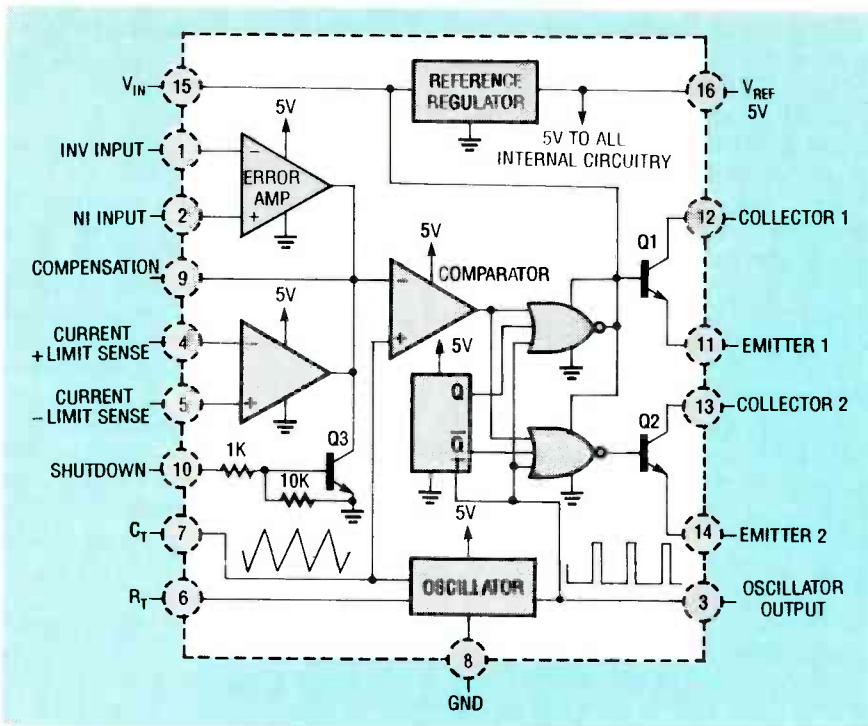 V_IN 15
REFERENCE
REGULATOR
16 V_REF
5V
5V
5V TO ALL
INTERNAL CIRCUITRY
INV INPUT 1
−
ERROR
AMP
12 COLLECTOR 1
NI INPUT 2
+
5V
Q1
COMPENSATION 9
− COMPARATOR
5V
CURRENT
+ LIMIT SENSE 4
−
+
5V
11 EMITTER 1
CURRENT
− LIMIT SENSE 5
+
Q
Q2
13 COLLECTOR 2
Q̅
SHUTDOWN 10
1K
Q3
10K
5V
C_T
7
14 EMITTER 2
OSCILLATOR
R_T 6
3 OSCILLATOR
OUTPUT
8
GND